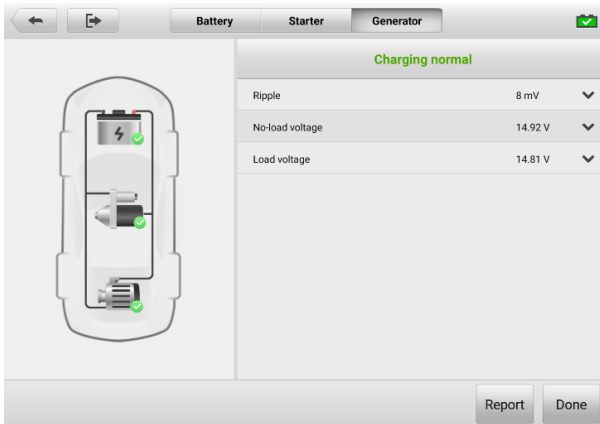 Battery
Starter
Generator
Charging normal
Ripple 8 mV
No-load voltage 14.92 V
Load voltage 14.81 V
Report
Done